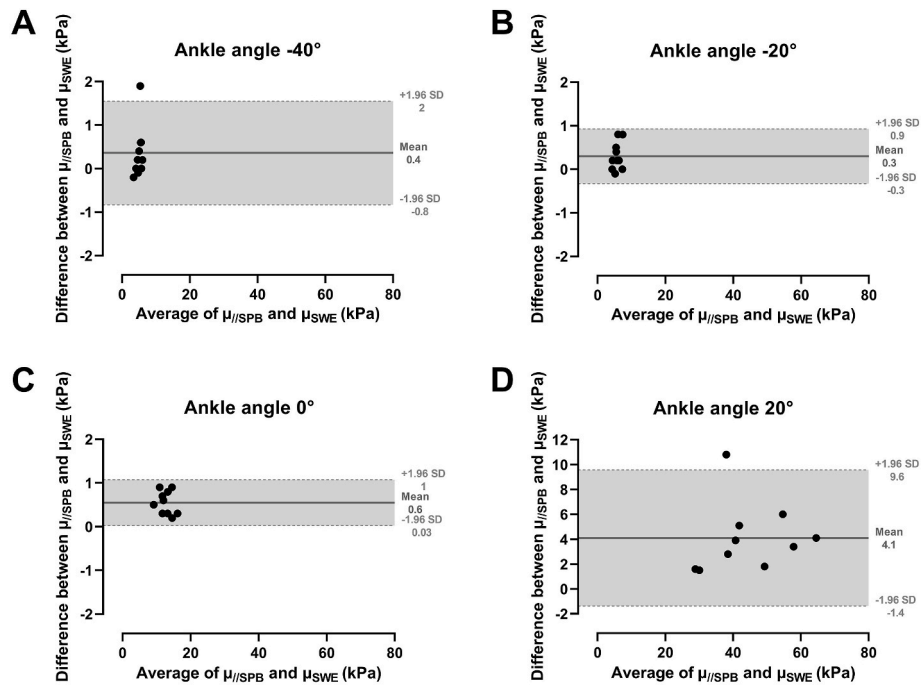 A
Ankle angle -40°
Difference between μ//SPB and μSWE (kPa)
2
1
0
-1
-2
+1.96 SD
2
Mean
0.4
-1.96 SD
-0.8
0 20 40 60 80
Average of μ//SPB and μSWE (kPa)
B
Ankle angle -20°
Difference between μ//SPB and μSWE (kPa)
2
1
0
-1
-2
+1.96 SD
0.9
Mean
0.3
-1.96 SD
-0.3
0 20 40 60 80
Average of μ//SPB and μSWE (kPa)
C
Ankle angle 0°
Difference between μ//SPB and μSWE (kPa)
2
1
0
-1
-2
+1.96 SD
1
Mean
0.6
-1.96 SD
0.03
0 20 40 60 80
Average of μ//SPB and μSWE (kPa)
D
Ankle angle 20°
Difference between μ//SPB and μSWE (kPa)
12
10
8
6
4
2
0
-2
+1.96 SD
9.6
Mean
4.1
-1.96 SD
-1.4
0 20 40 60 80
Average of μ//SPB and μSWE (kPa)